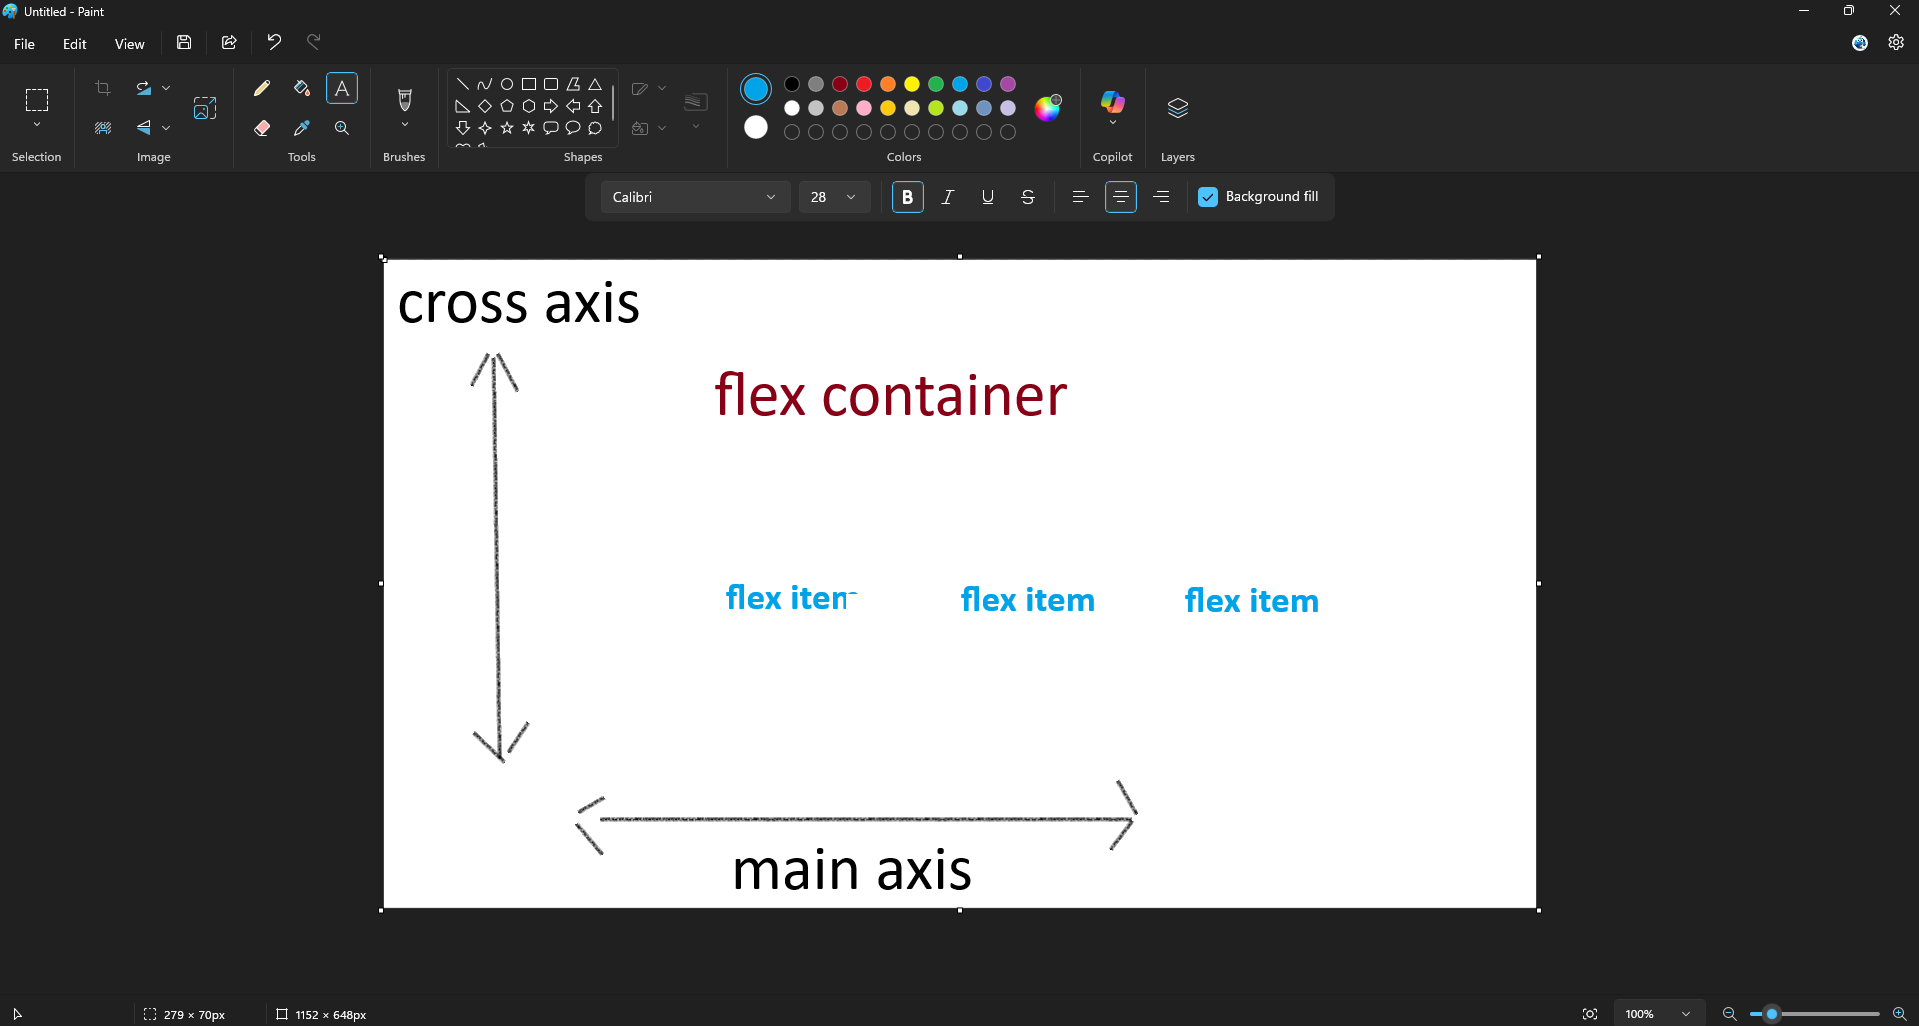 Untitled - Paint
File Edit View
Selection Image Tools Brushes Shapes Colors Copilot Layers
Calibri 28 B I U S Background fill
cross axis
flex container
flex item flex item flex item
main axis
279 × 70px 1152 × 648px 100%